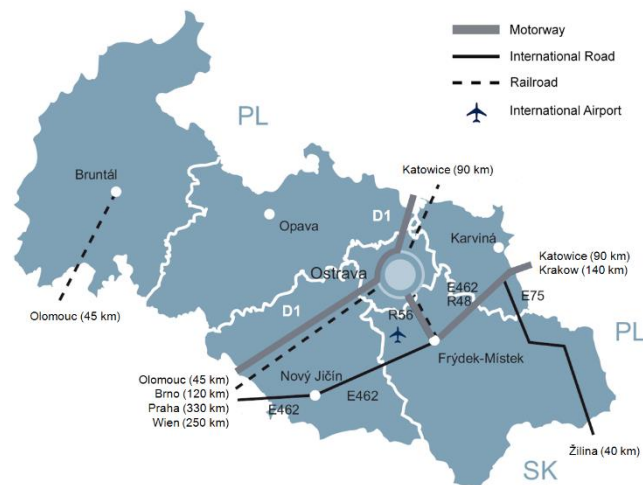 Motorway
International Road
Railroad
International Airport
PL
Katowice (90 km)
Bruntál
Opava
D1
Karviná
Ostrava
Katowice (90 km)
Krakow (140 km)
E462
R48
E75
Olomouc (45 km)
D1
R56
PL
Frýdek-Místek
Olomouc (45 km)
Brno (120 km)
Praha (330 km)
Wien (250 km)
Nový Jičín
E462
E462
Žilina (40 km)
SK